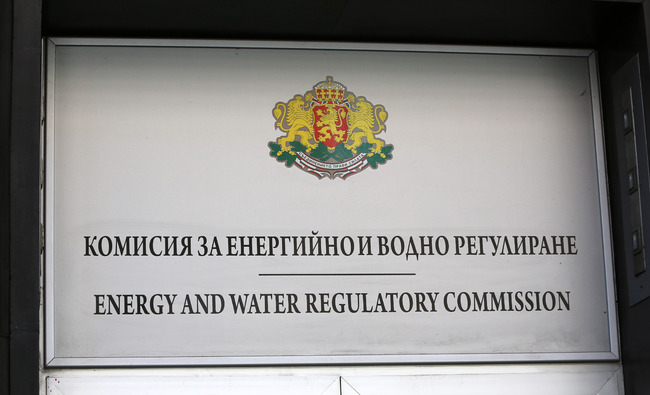 КОМИСИЯ ЗА ЕНЕРГИЙНО И ВОДНО РЕГУЛИРАНЕ
ENERGY AND WATER REGULATORY COMMISSION